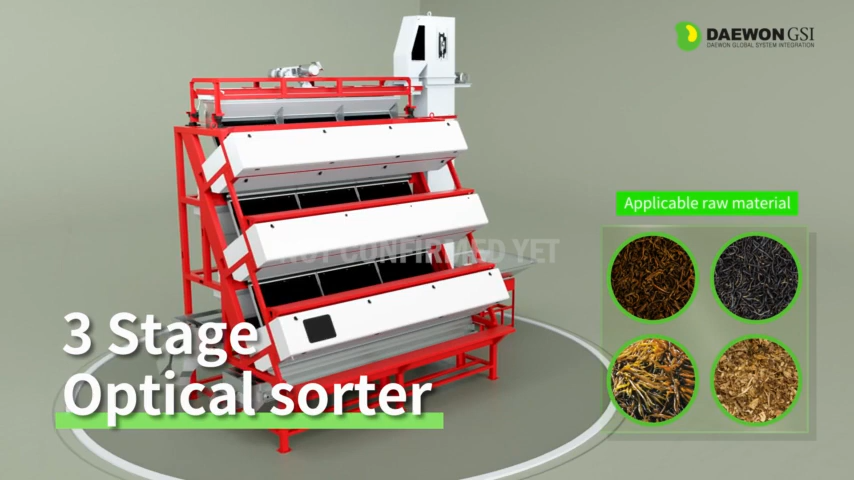 DAEWON GSI
DAEWON GLOBAL SYSTEM INTEGRATION
Applicable raw material
NOT CONFIRMED YET
3 Stage
Optical sorter